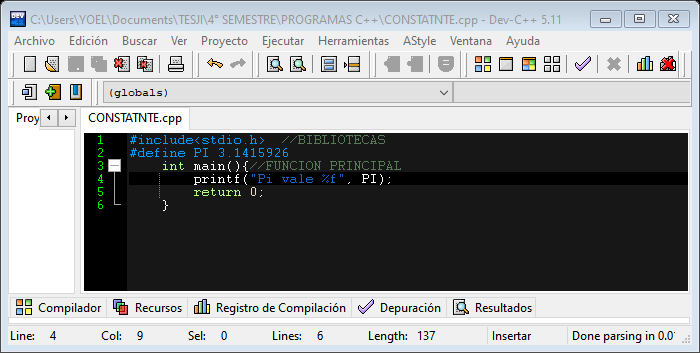 C:\Users\YOEL\Documents\TESJI\4° SEMESTRE\PROGRAMAS C++\CONSTATNTE.cpp - Dev-C++ 5.11
Archivo Edición Buscar Ver Proyecto Ejecutar Herramientas AStyle Ventana Ayuda
(globals)
Proy CONSTATNTE.cpp
1 #include<stdio.h> //BIBLIOTECAS
2 #define PI 3.1415926
3 int main(){//FUNCION PRINCIPAL
4 printf("Pi vale %f", PI);
5 return 0;
6 }
Compilador Recursos Registro de Compilación Depuración Resultados
Line: 4 Col: 9 Sel: 0 Lines: 6 Length: 137 Insertar Done parsing in 0.01